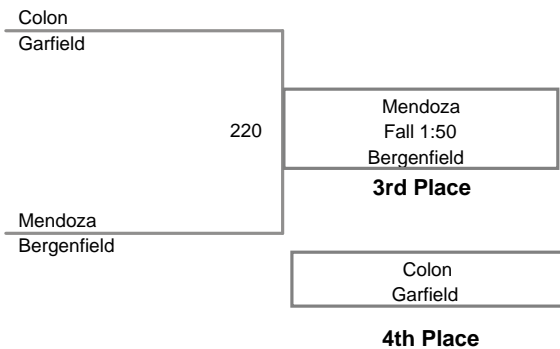 Colon
Garfield
220
Mendoza
Fall 1:50
Bergenfield
3rd Place
Mendoza
Bergenfield
Colon
Garfield
4th Place